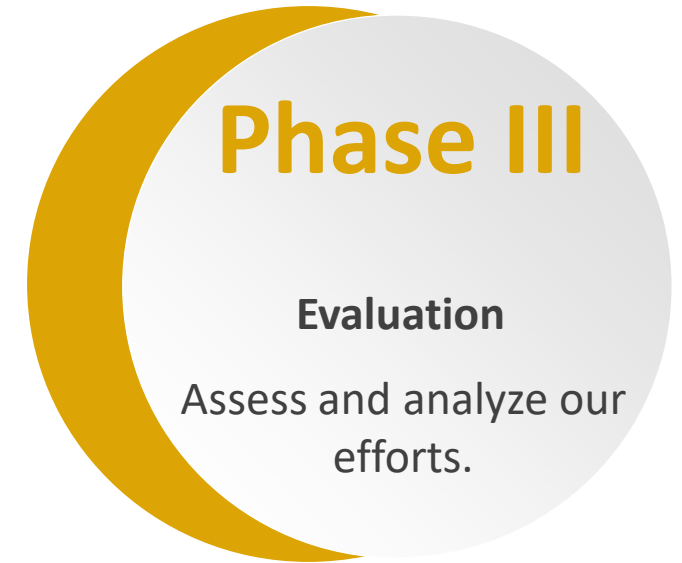 Phase III
Evaluation
Assess and analyze our
efforts.